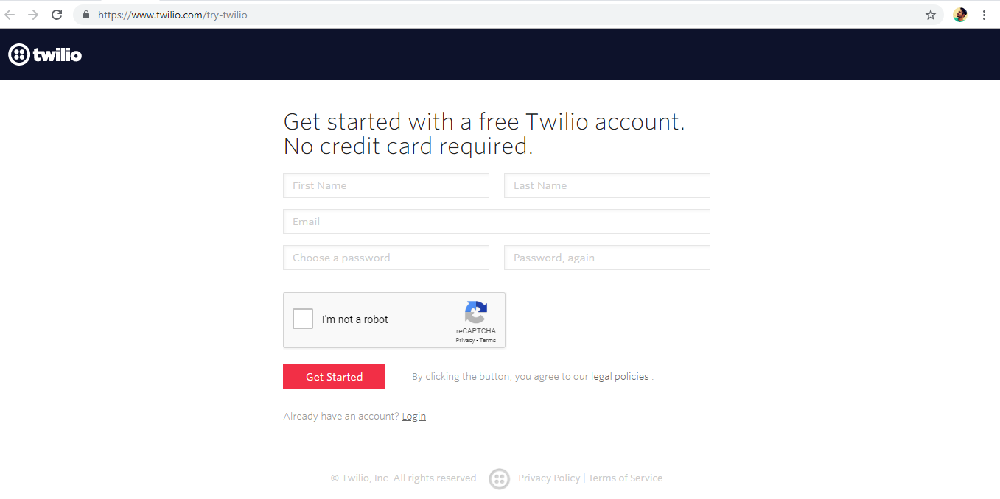 https://www.twilio.com/try-twilio
twilio
Get started with a free Twilio account.
No credit card required.
First Name Last Name
Email
Choose a password Password, again
I'm not a robot
reCAPTCHA
Privacy - Terms
Get Started By clicking the button, you agree to our legal policies .
Already have an account? Login
© Twilio, Inc. All rights reserved. Privacy Policy | Terms of Service